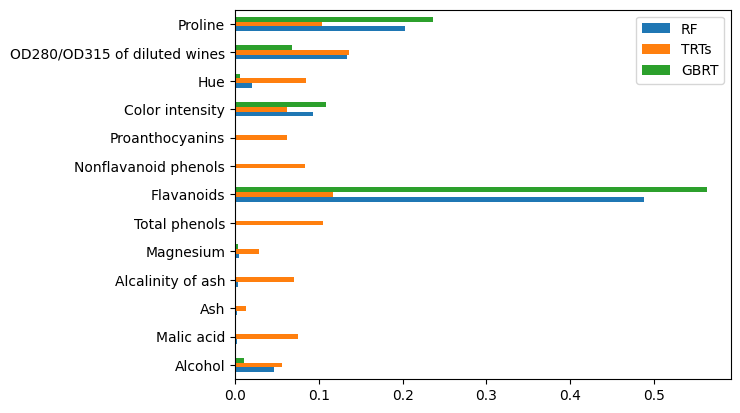 Proline
OD280/OD315 of diluted wines
Hue
Color intensity
Proanthocyanins
Nonflavanoid phenols
Flavanoids
Total phenols
Magnesium
Alcalinity of ash
Ash
Malic acid
Alcohol
0.0 0.1 0.2 0.3 0.4 0.5
RF
TRTs
GBRT